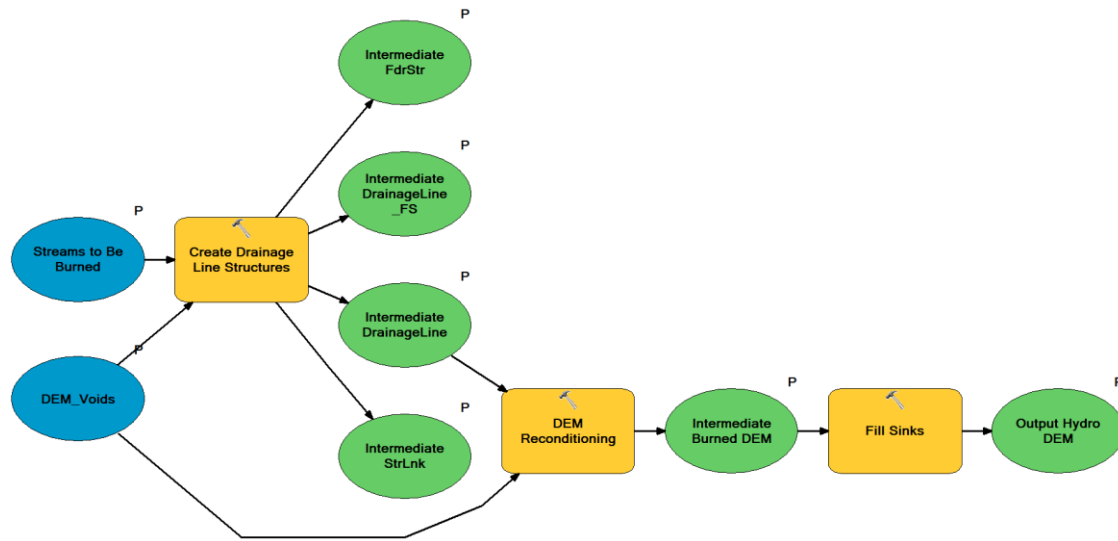 P
Intermediate
FdrStr
P
Intermediate
DrainageLine
_FS
P
Streams to Be
Burned
Create Drainage
Line Structures
P
Intermediate
DrainageLine
P
DEM_Voids
P
Intermediate
StrLnk
DEM
Reconditioning
P
Intermediate
Burned DEM
Fill Sinks
P
Output Hydro
DEM